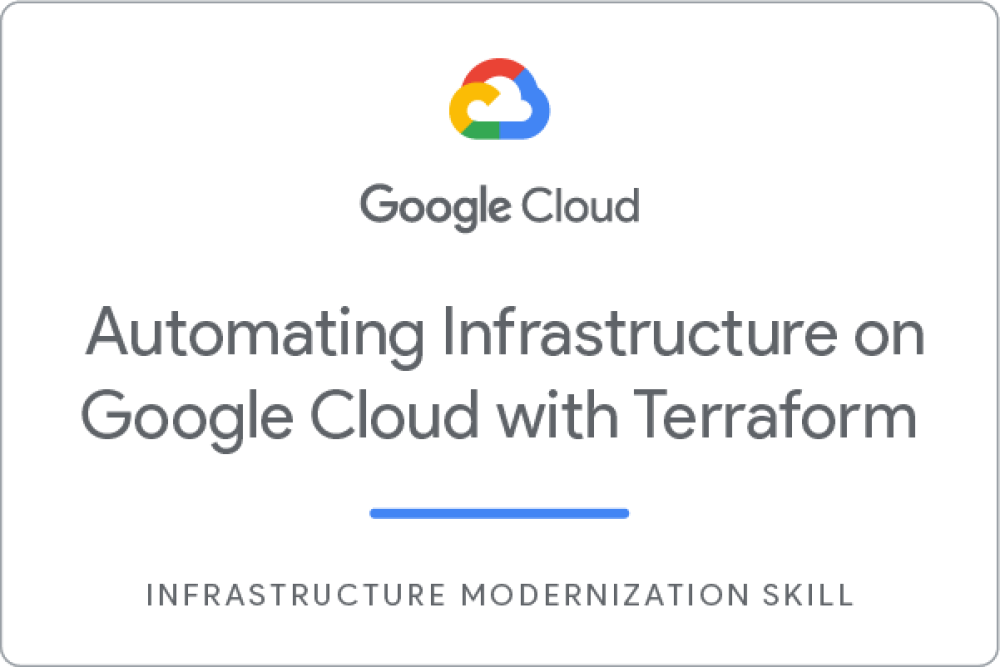 Google Cloud
Automating Infrastructure on
Google Cloud with Terraform
INFRASTRUCTURE MODERNIZATION SKILL